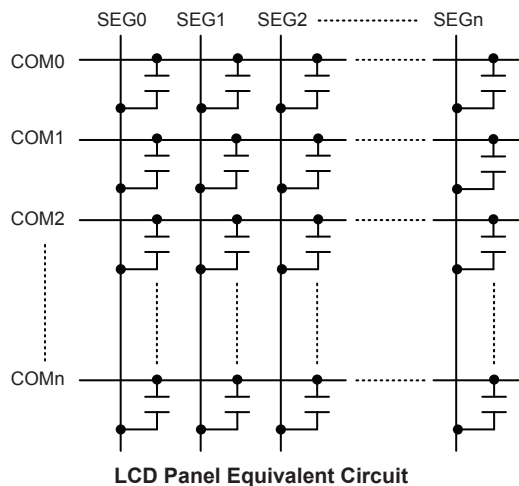 SEG0 SEG1 SEG2 SEGn
COM0
COM1
COM2
COMn
LCD Panel Equivalent Circuit